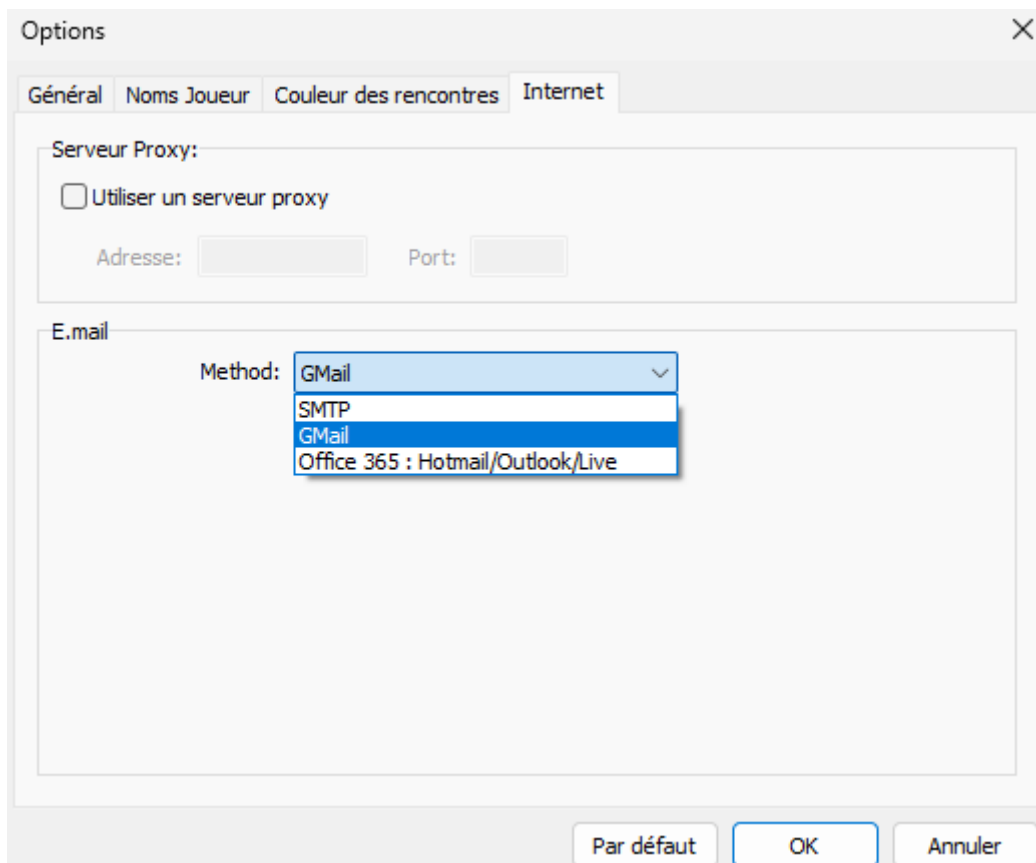 Options
Général Noms Joueur Couleur des rencontres Internet
Serveur Proxy:
Utiliser un serveur proxy
Adresse: Port:
E.mail
Method: GMail
SMTP
GMail
Office 365 : Hotmail/Outlook/Live
Par défaut OK Annuler